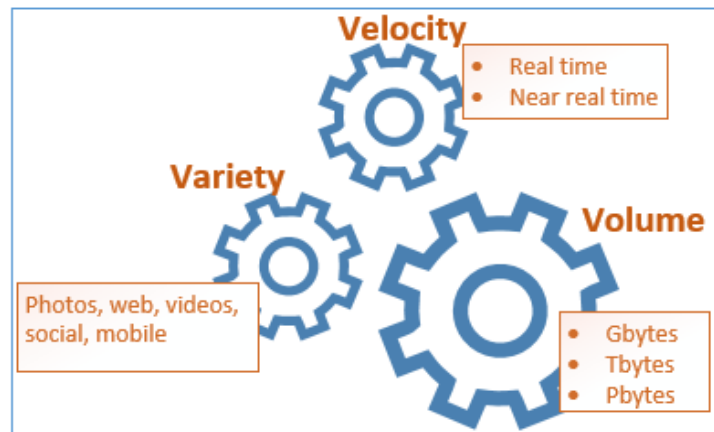 Velocity
• Real time
• Near real time
Variety
Photos, web, videos,
social, mobile
Volume
• Gbytes
• Tbytes
• Pbytes